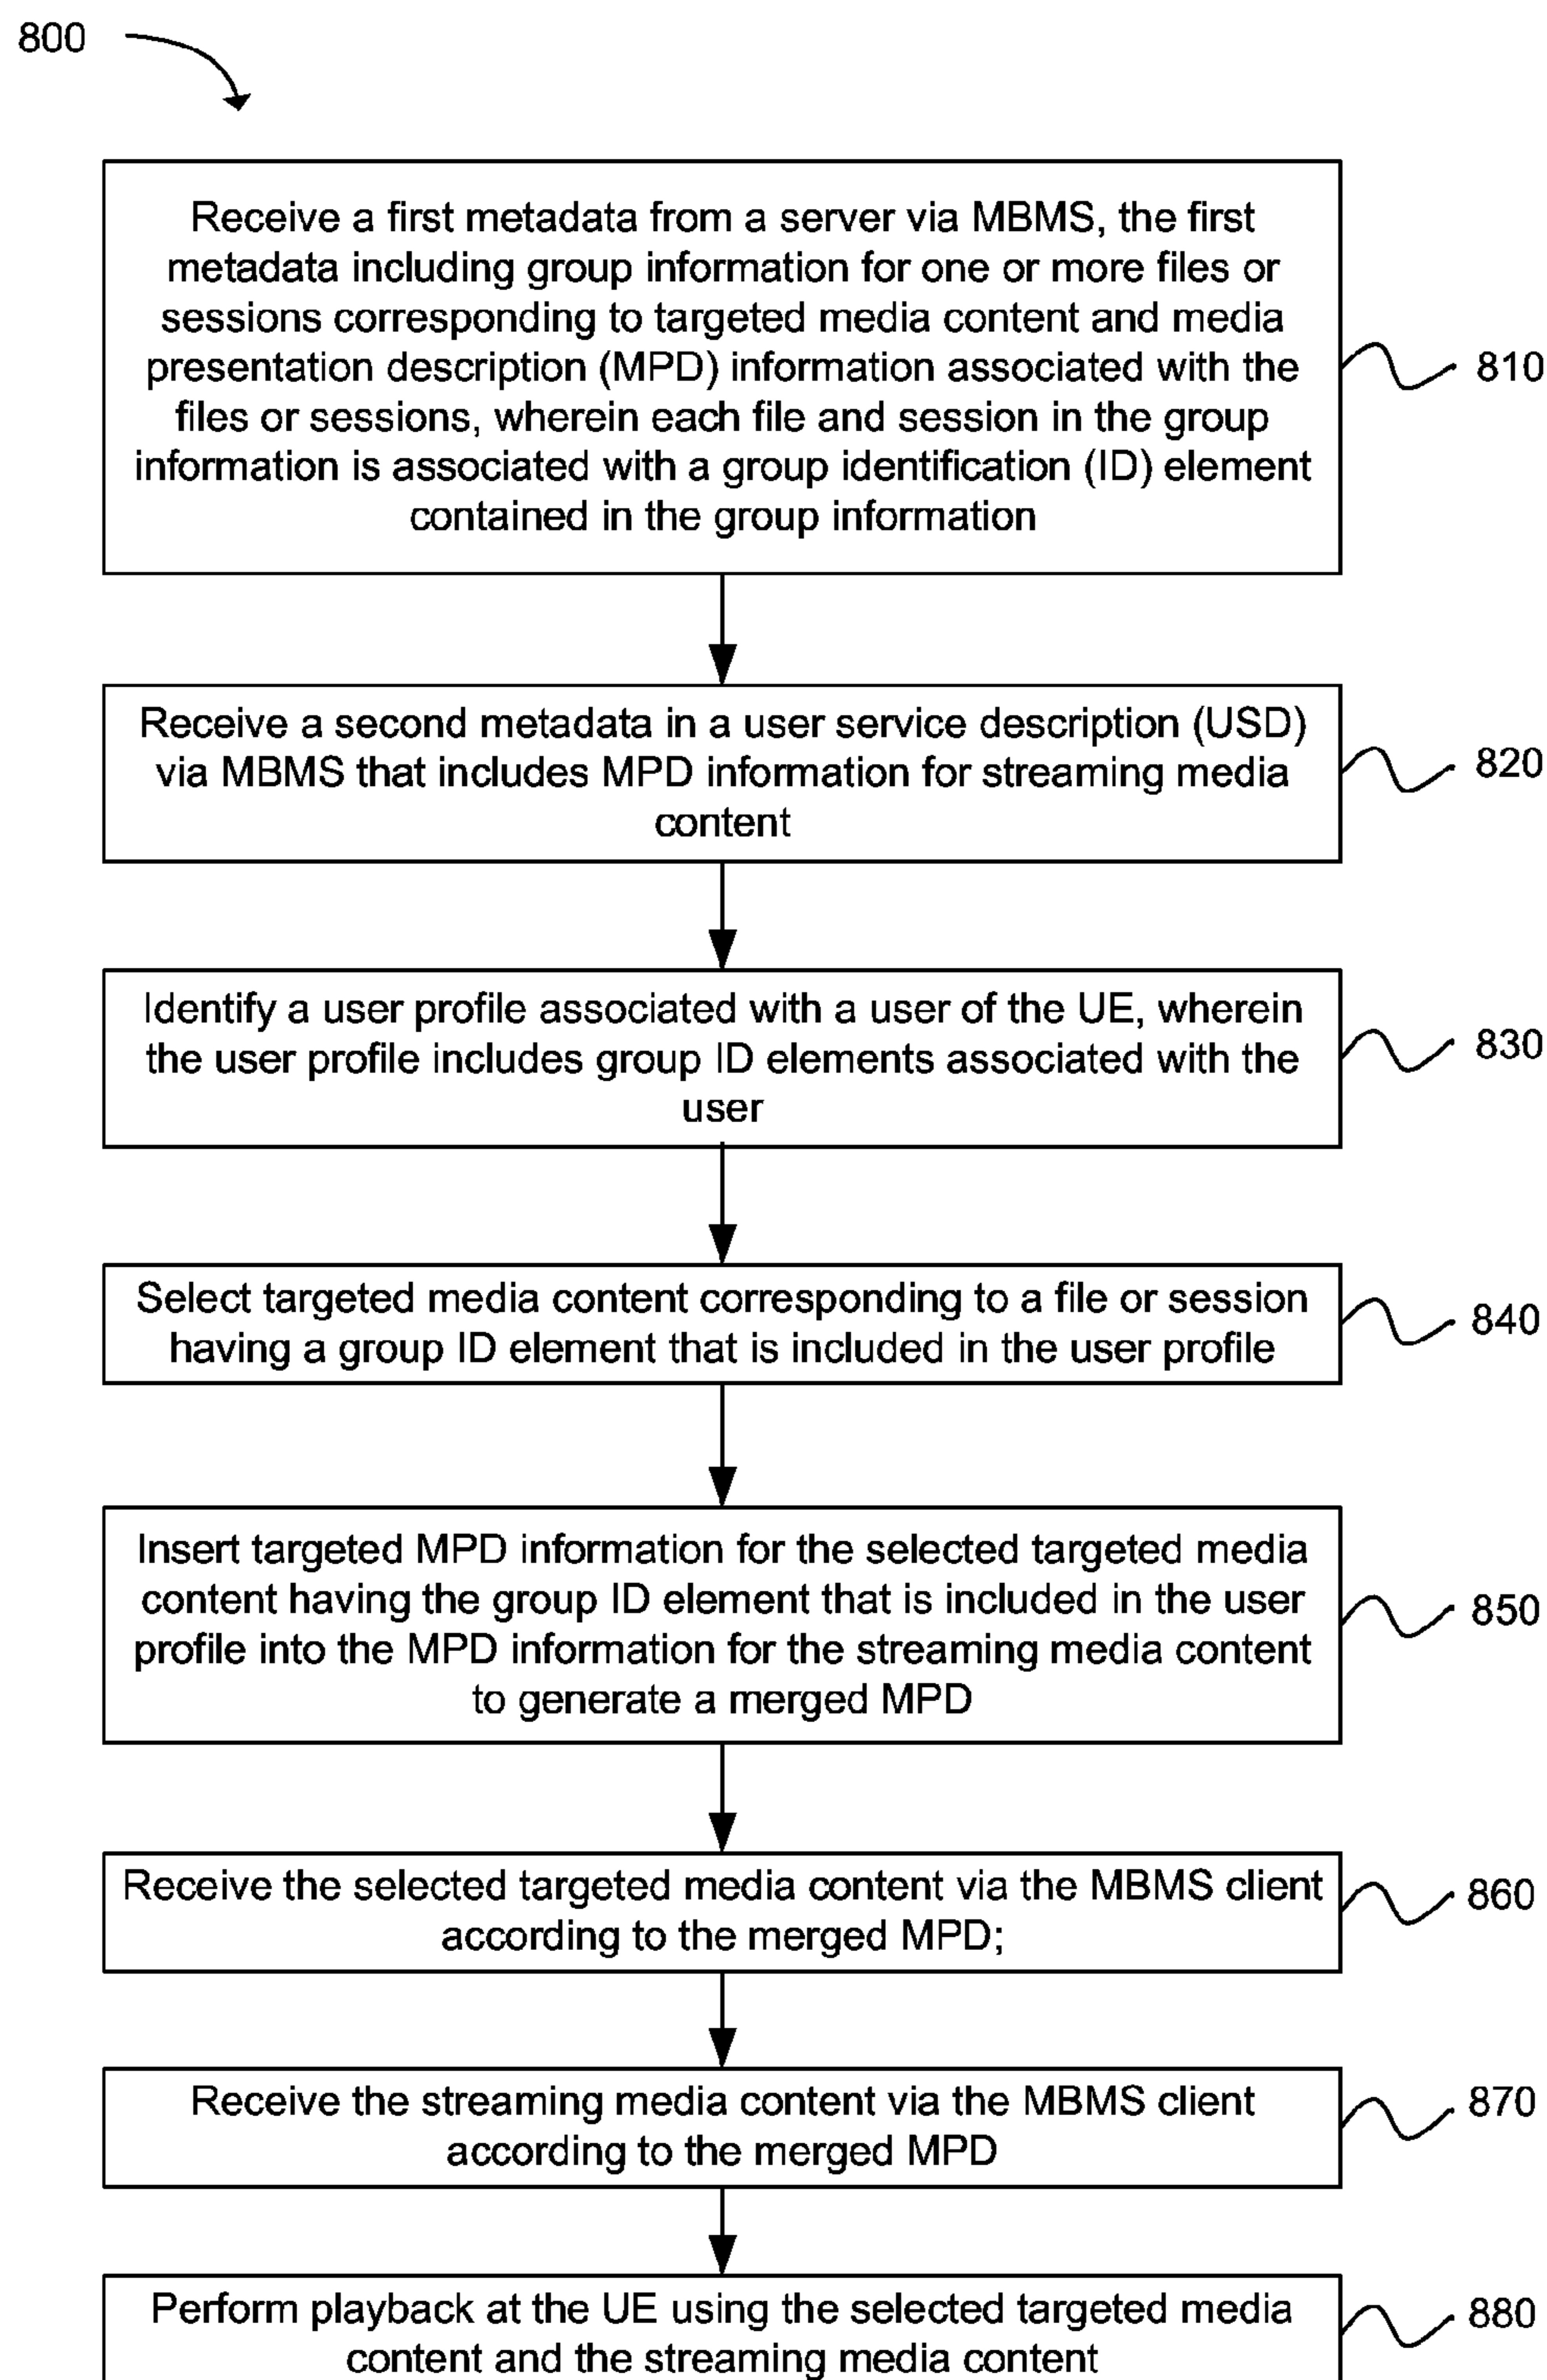 800
Receive a first metadata from a server via MBMS, the first
metadata including group information for one or more files or
sessions corresponding to targeted media content and media
presentation description (MPD) information associated with the
files or sessions, wherein each file and session in the group
information is associated with a group identification (ID) element
contained in the group information
810
Receive a second metadata in a user service description (USD)
via MBMS that includes MPD information for streaming media
content
820
Identify a user profile associated with a user of the UE, wherein
the user profile includes group ID elements associated with the
user
830
Select targeted media content corresponding to a file or session
having a group ID element that is included in the user profile
840
Insert targeted MPD information for the selected targeted media
content having the group ID element that is included in the user
profile into the MPD information for the streaming media content
to generate a merged MPD
850
Receive the selected targeted media content via the MBMS client
according to the merged MPD;
860
Receive the streaming media content via the MBMS client
according to the merged MPD
870
Perform playback at the UE using the selected targeted media
content and the streaming media content
880